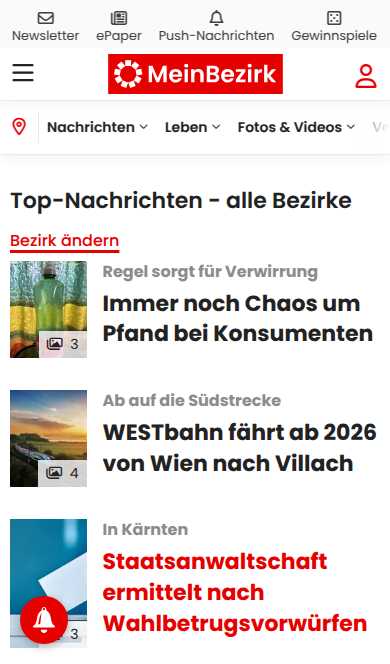 Newsletter ePaper Push-Nachrichten Gewinnspiele
MeinBezirk
Nachrichten Leben Fotos & Videos
Top-Nachrichten - alle Bezirke
Bezirk ändern
Regel sorgt für Verwirrung
Immer noch Chaos um
Pfand bei Konsumenten
3
Ab auf die Südstrecke
WESTbahn fährt ab 2026
von Wien nach Villach
4
In Kärnten
Staatsanwaltschaft
ermittelt nach
Wahlbetrugsvorwürfen
3